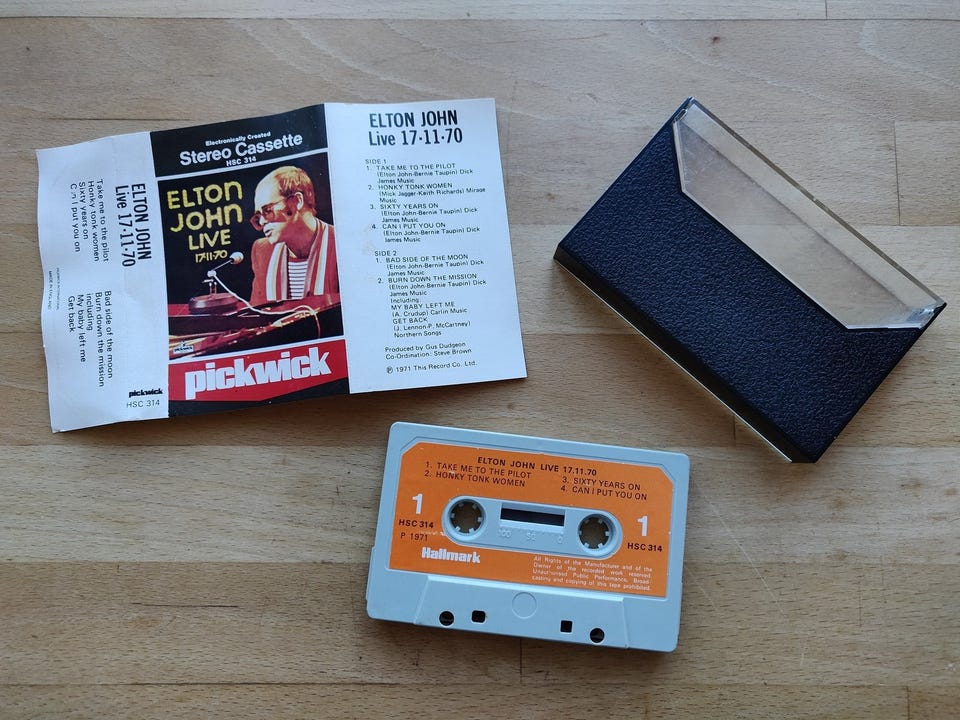 ELTON JOHN
Live 17·11·70
Take me to the pilot
Honky tonk women
Sixty years on
Can I put you on
Bad side of the moon
Burn down the mission
including
My baby left me
Get back
MADE IN ENGLAND
pickwick
HSC 314
Electronically Created
Stereo Cassette
HSC 314
ELTON
JOHN
LIVE
17·11·70
pickwick
ELTON JOHN
Live 17·11·70
SIDE 1
1. TAKE ME TO THE PILOT
(Elton John-Bernie Taupin) Dick
James Music
2. HONKY TONK WOMEN
(Mick Jagger-Keith Richards) Mirage
Music
3. SIXTY YEARS ON
(Elton John-Bernie Taupin) Dick
James Music
4. CAN I PUT YOU ON
(Elton John-Bernie Taupin) Dick
James Music
SIDE 2
1. BAD SIDE OF THE MOON
(Elton John-Bernie Taupin) Dick
James Music
2. BURN DOWN THE MISSION
(Elton John-Bernie Taupin) Dick
James Music
Including:
MY BABY LEFT ME
(A. Crudup) Carlin Music
GET BACK
(J. Lennon-P. McCartney)
Northern Songs
Produced by Gus Dudgeon
Co-Ordination: Steve Brown
℗ 1971 This Record Co. Ltd.
ELTON JOHN LIVE 17.11.70
1. TAKE ME TO THE PILOT
2. HONKY TONK WOMEN
3. SIXTY YEARS ON
4. CAN I PUT YOU ON
1
HSC 314
P 1971
1
HSC 314
100 50 0
Hallmark
All Rights of the Manufacturer and of the
Owner of the recorded work reserved.
Unauthorised Public Performance, Broad-
casting and copying of this tape prohibited.